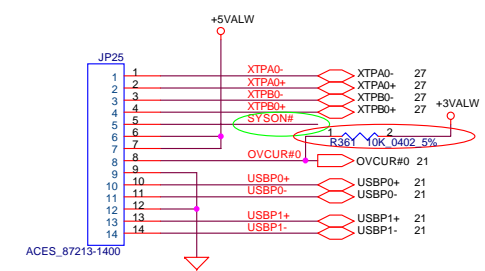 +5VALW
JP25
1 1 XTPA0- XTPA0- 27
2 2 XTPA0+ XTPA0+ 27
3 3 XTPB0- XTPB0- 27
4 4 XTPB0+ XTPB0+ 27
+3VALW
5 5 SYSON#
6 6
1 2
7 7
R361 10K_0402_5%
8 8 OVCUR#0 OVCUR#0 21
9 9
10 10 USBP0+ USBP0+ 21
11 11 USBP0- USBP0- 21
12 12
13 13 USBP1+ USBP1+ 21
14 14 USBP1- USBP1- 21
ACES_87213-1400